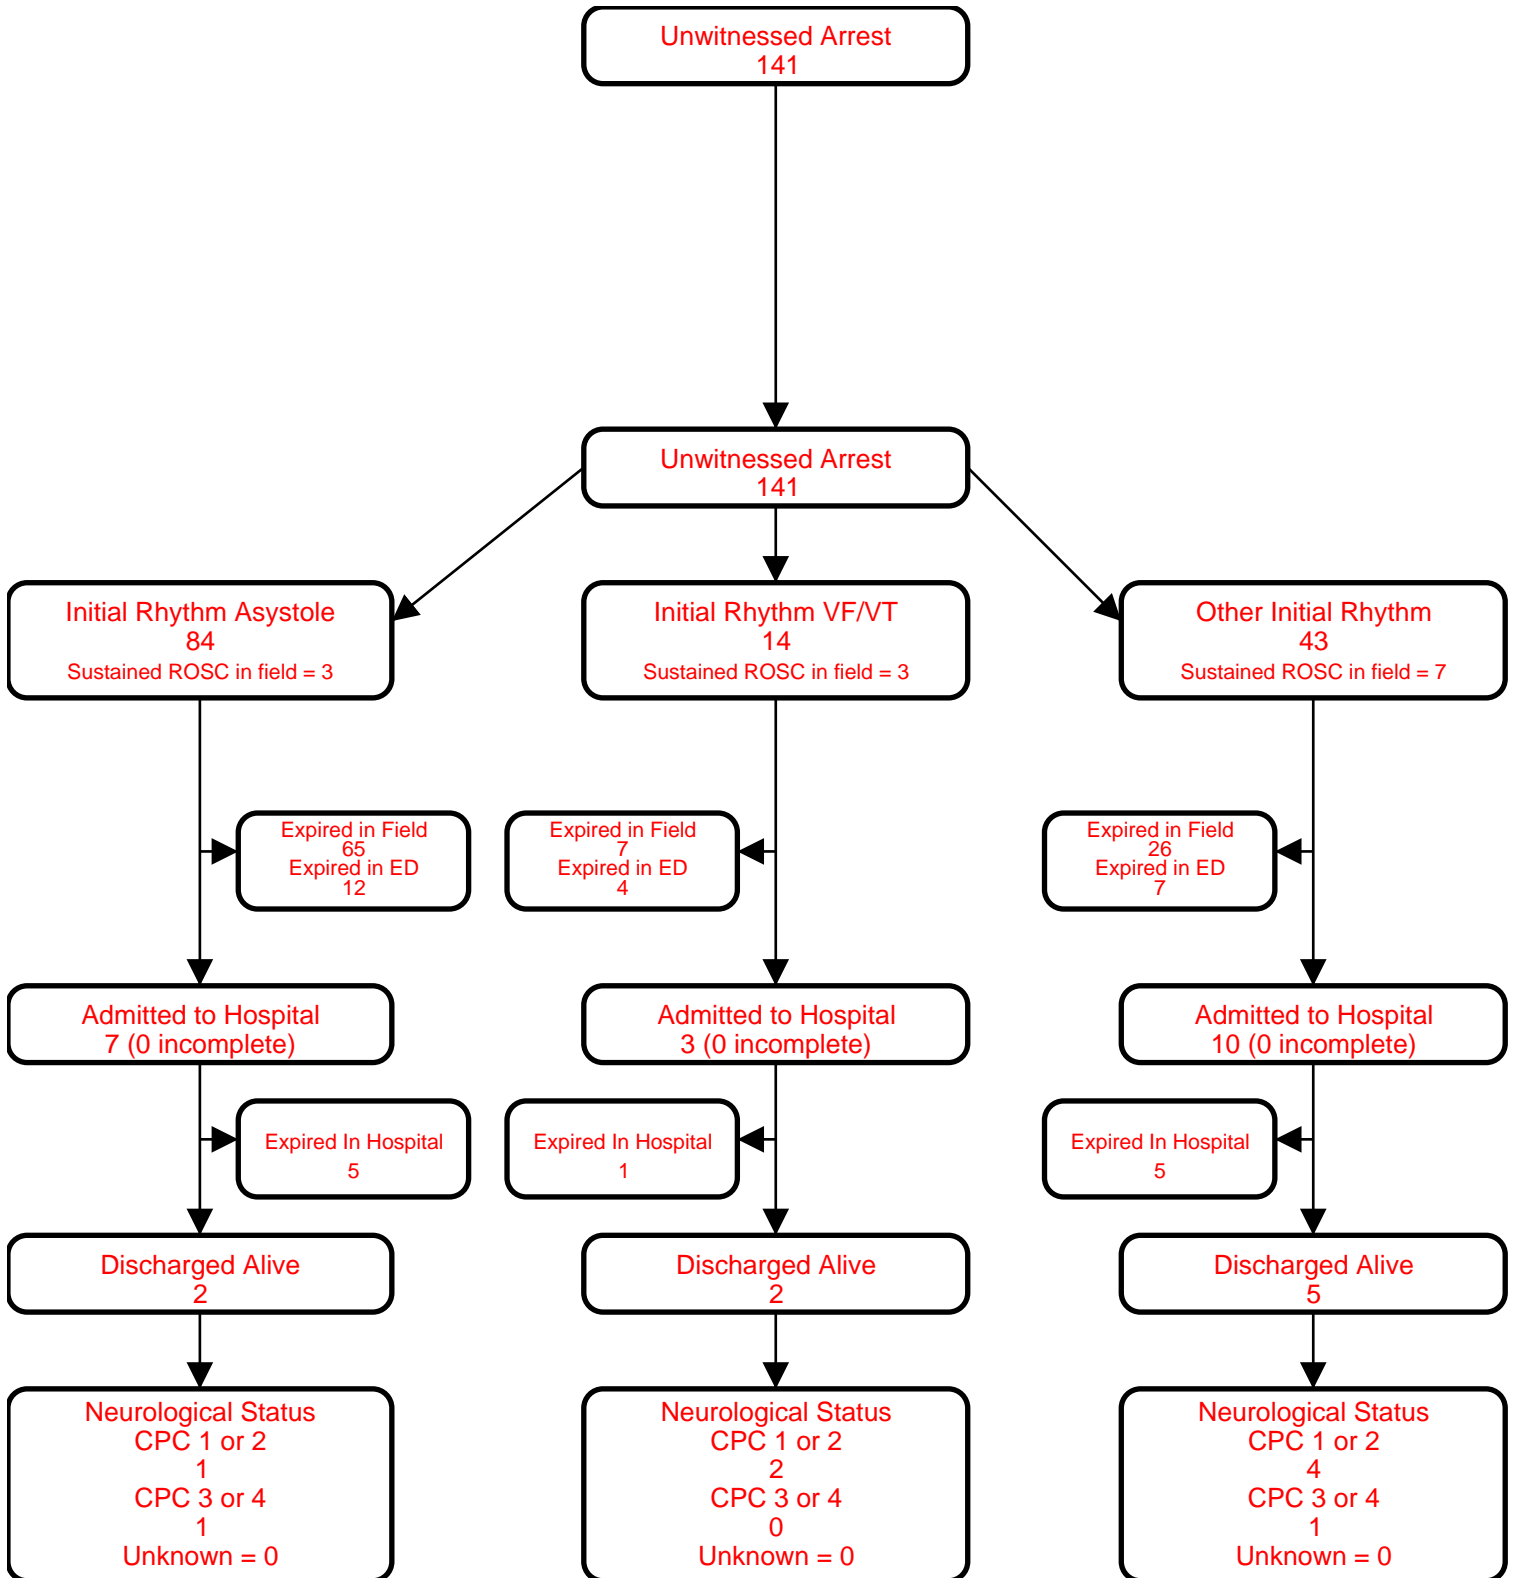 Unwitnessed Arrest
141
Unwitnessed Arrest
141
Initial Rhythm Asystole
84
Sustained ROSC in field = 3
Initial Rhythm VF/VT
14
Sustained ROSC in field = 3
Other Initial Rhythm
43
Sustained ROSC in field = 7
Expired in Field
65
Expired in ED
12
Expired in Field
7
Expired in ED
4
Expired in Field
26
Expired in ED
7
Admitted to Hospital
7 (0 incomplete)
Admitted to Hospital
3 (0 incomplete)
Admitted to Hospital
10 (0 incomplete)
Expired In Hospital
5
Expired In Hospital
1
Expired In Hospital
5
Discharged Alive
2
Discharged Alive
2
Discharged Alive
5
Neurological Status
CPC 1 or 2
1
CPC 3 or 4
1
Unknown = 0
Neurological Status
CPC 1 or 2
2
CPC 3 or 4
0
Unknown = 0
Neurological Status
CPC 1 or 2
4
CPC 3 or 4
1
Unknown = 0